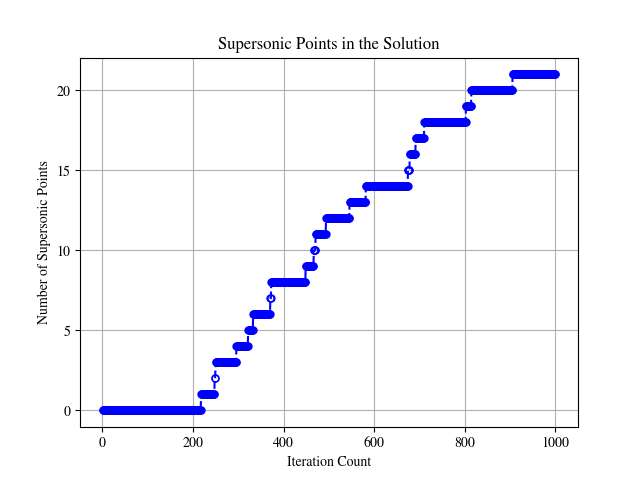 Supersonic Points in the Solution
Number of Supersonic Points
20
15
10
5
0
0 200 400 600 800 1000
Iteration Count